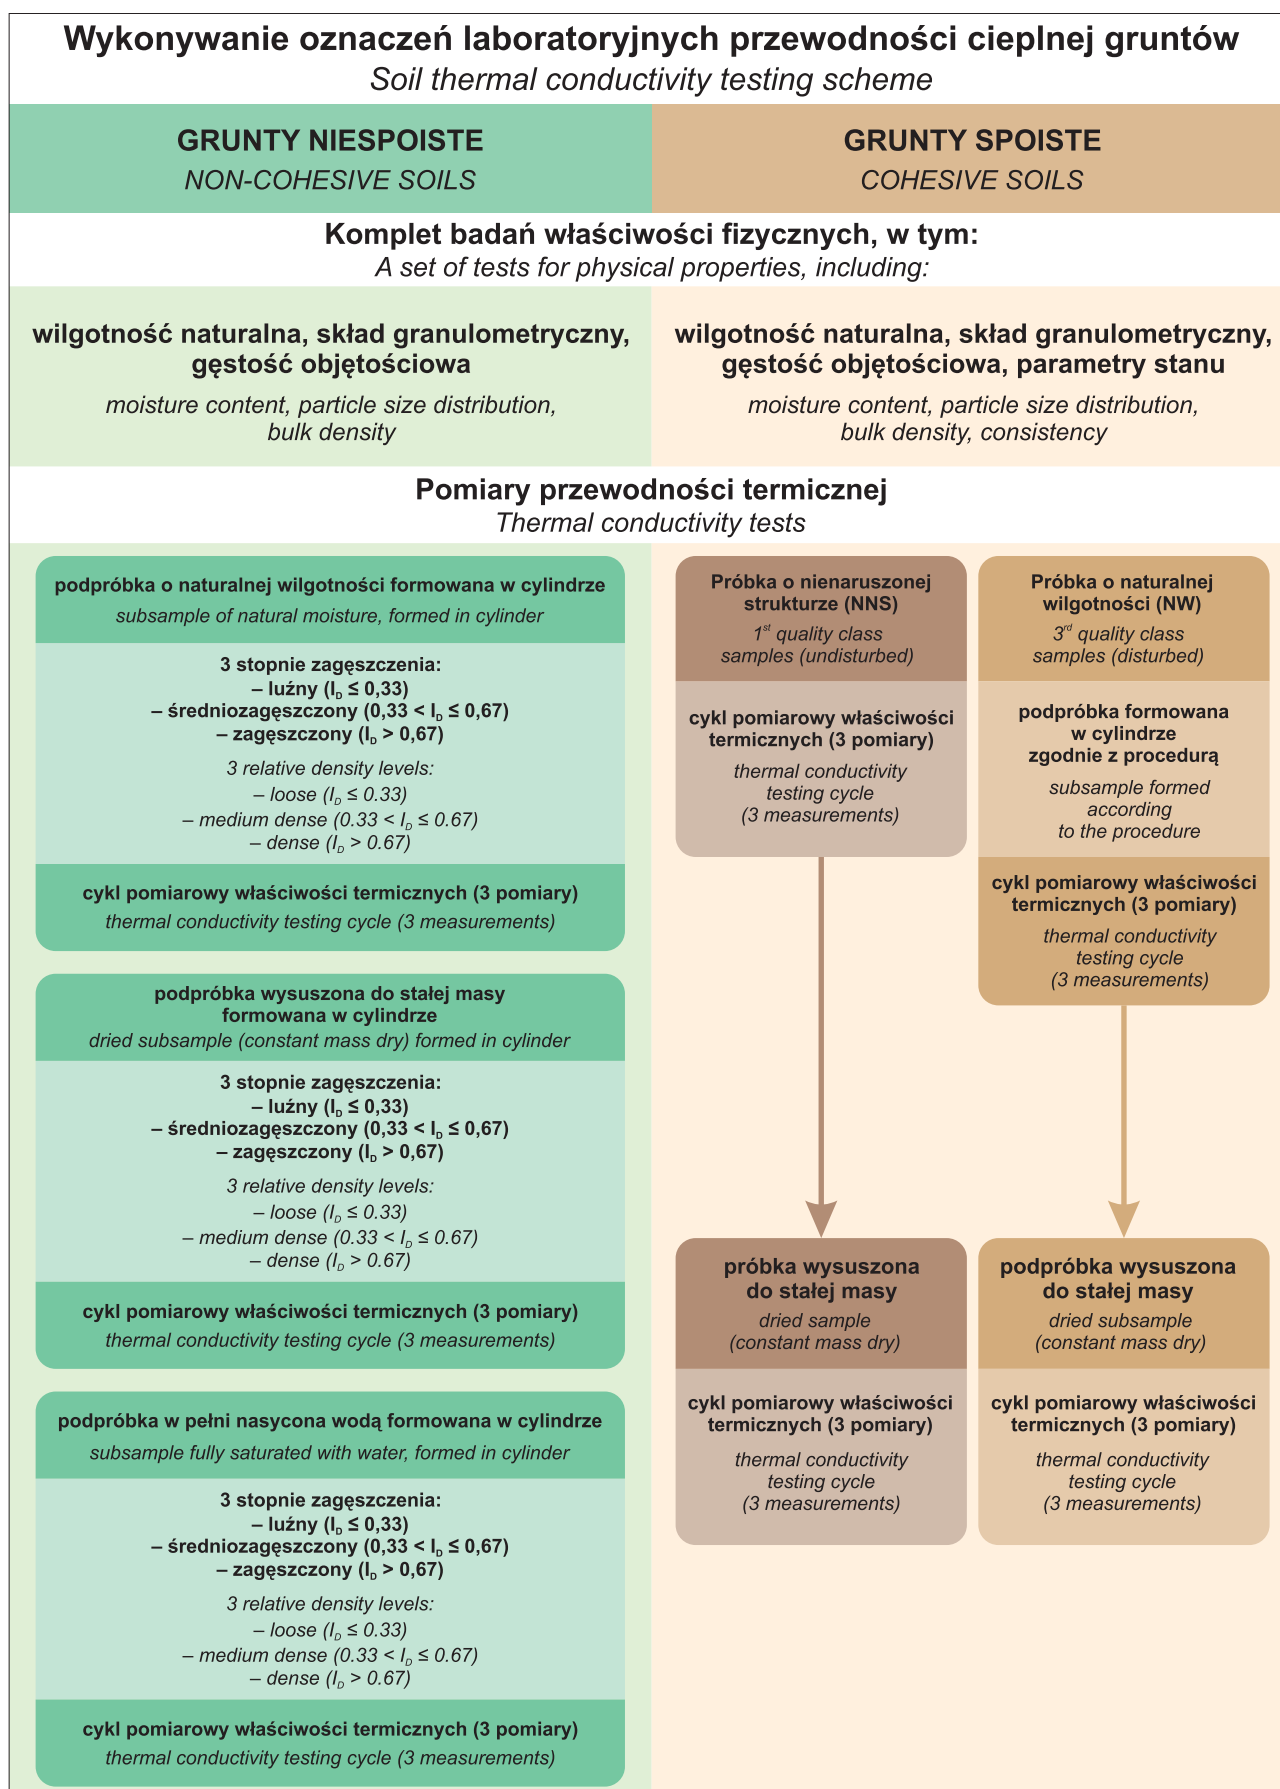 Wykonywanie oznaczeń laboratoryjnych przewodności cieplnej gruntów
Soil thermal conductivity testing scheme
GRUNTY NIESPOISTE
NON-COHESIVE SOILS
GRUNTY SPOISTE
COHESIVE SOILS
Komplet badań właściwości fizycznych, w tym:
A set of tests for physical properties, including:
wilgotność naturalna, skład granulometryczny,
gęstość objętościowa
moisture content, particle size distribution,
bulk density
wilgotność naturalna, skład granulometryczny,
gęstość objętościowa, parametry stanu
moisture content, particle size distribution,
bulk density, consistency
Pomiary przewodności termicznej
Thermal conductivity tests
podpróbka o naturalnej wilgotności formowana w cylindrze
subsample of natural moisture, formed in cylinder
3 stopnie zagęszczenia:
– luźny (I_D ≤ 0,33)
– średniozagęszczony (0,33 < I_D ≤ 0,67)
– zagęszczony (I_D > 0,67)
3 relative density levels:
– loose (I_D ≤ 0.33)
– medium dense (0.33 < I_D ≤ 0.67)
– dense (I_D > 0.67)
cykl pomiarowy właściwości termicznych (3 pomiary)
thermal conductivity testing cycle (3 measurements)
podpróbka wysuszona do stałej masy
formowana w cylindrze
dried subsample (constant mass dry) formed in cylinder
3 stopnie zagęszczenia:
– luźny (I_D ≤ 0,33)
– średniozagęszczony (0,33 < I_D ≤ 0,67)
– zagęszczony (I_D > 0,67)
3 relative density levels:
– loose (I_D ≤ 0.33)
– medium dense (0.33 < I_D ≤ 0.67)
– dense (I_D > 0.67)
cykl pomiarowy właściwości termicznych (3 pomiary)
thermal conductivity testing cycle (3 measurements)
podpróbka w pełni nasycona wodą formowana w cylindrze
subsample fully saturated with water, formed in cylinder
3 stopnie zagęszczenia:
– luźny (I_D ≤ 0,33)
– średniozagęszczony (0,33 < I_D ≤ 0,67)
– zagęszczony (I_D > 0,67)
3 relative density levels:
– loose (I_D ≤ 0.33)
– medium dense (0.33 < I_D ≤ 0.67)
– dense (I_D > 0.67)
cykl pomiarowy właściwości termicznych (3 pomiary)
thermal conductivity testing cycle (3 measurements)
Próbka o nienaruszonej
strukturze (NNS)
1st quality class
samples (undisturbed)
cykl pomiarowy właściwości
termicznych (3 pomiary)
thermal conductivity
testing cycle
(3 measurements)
próbka wysuszona
do stałej masy
dried sample
(constant mass dry)
cykl pomiarowy właściwości
termicznych (3 pomiary)
thermal conductivity
testing cycle
(3 measurements)
Próbka o naturalnej
wilgotności (NW)
3rd quality class
samples (disturbed)
podpróbka formowana
w cylindrze
zgodnie z procedurą
subsample formed
according
to the procedure
cykl pomiarowy właściwości
termicznych (3 pomiary)
thermal conductivity
testing cycle
(3 measurements)
podpróbka wysuszona
do stałej masy
dried subsample
(constant mass dry)
cykl pomiarowy właściwości
termicznych (3 pomiary)
thermal conductivity
testing cycle
(3 measurements)